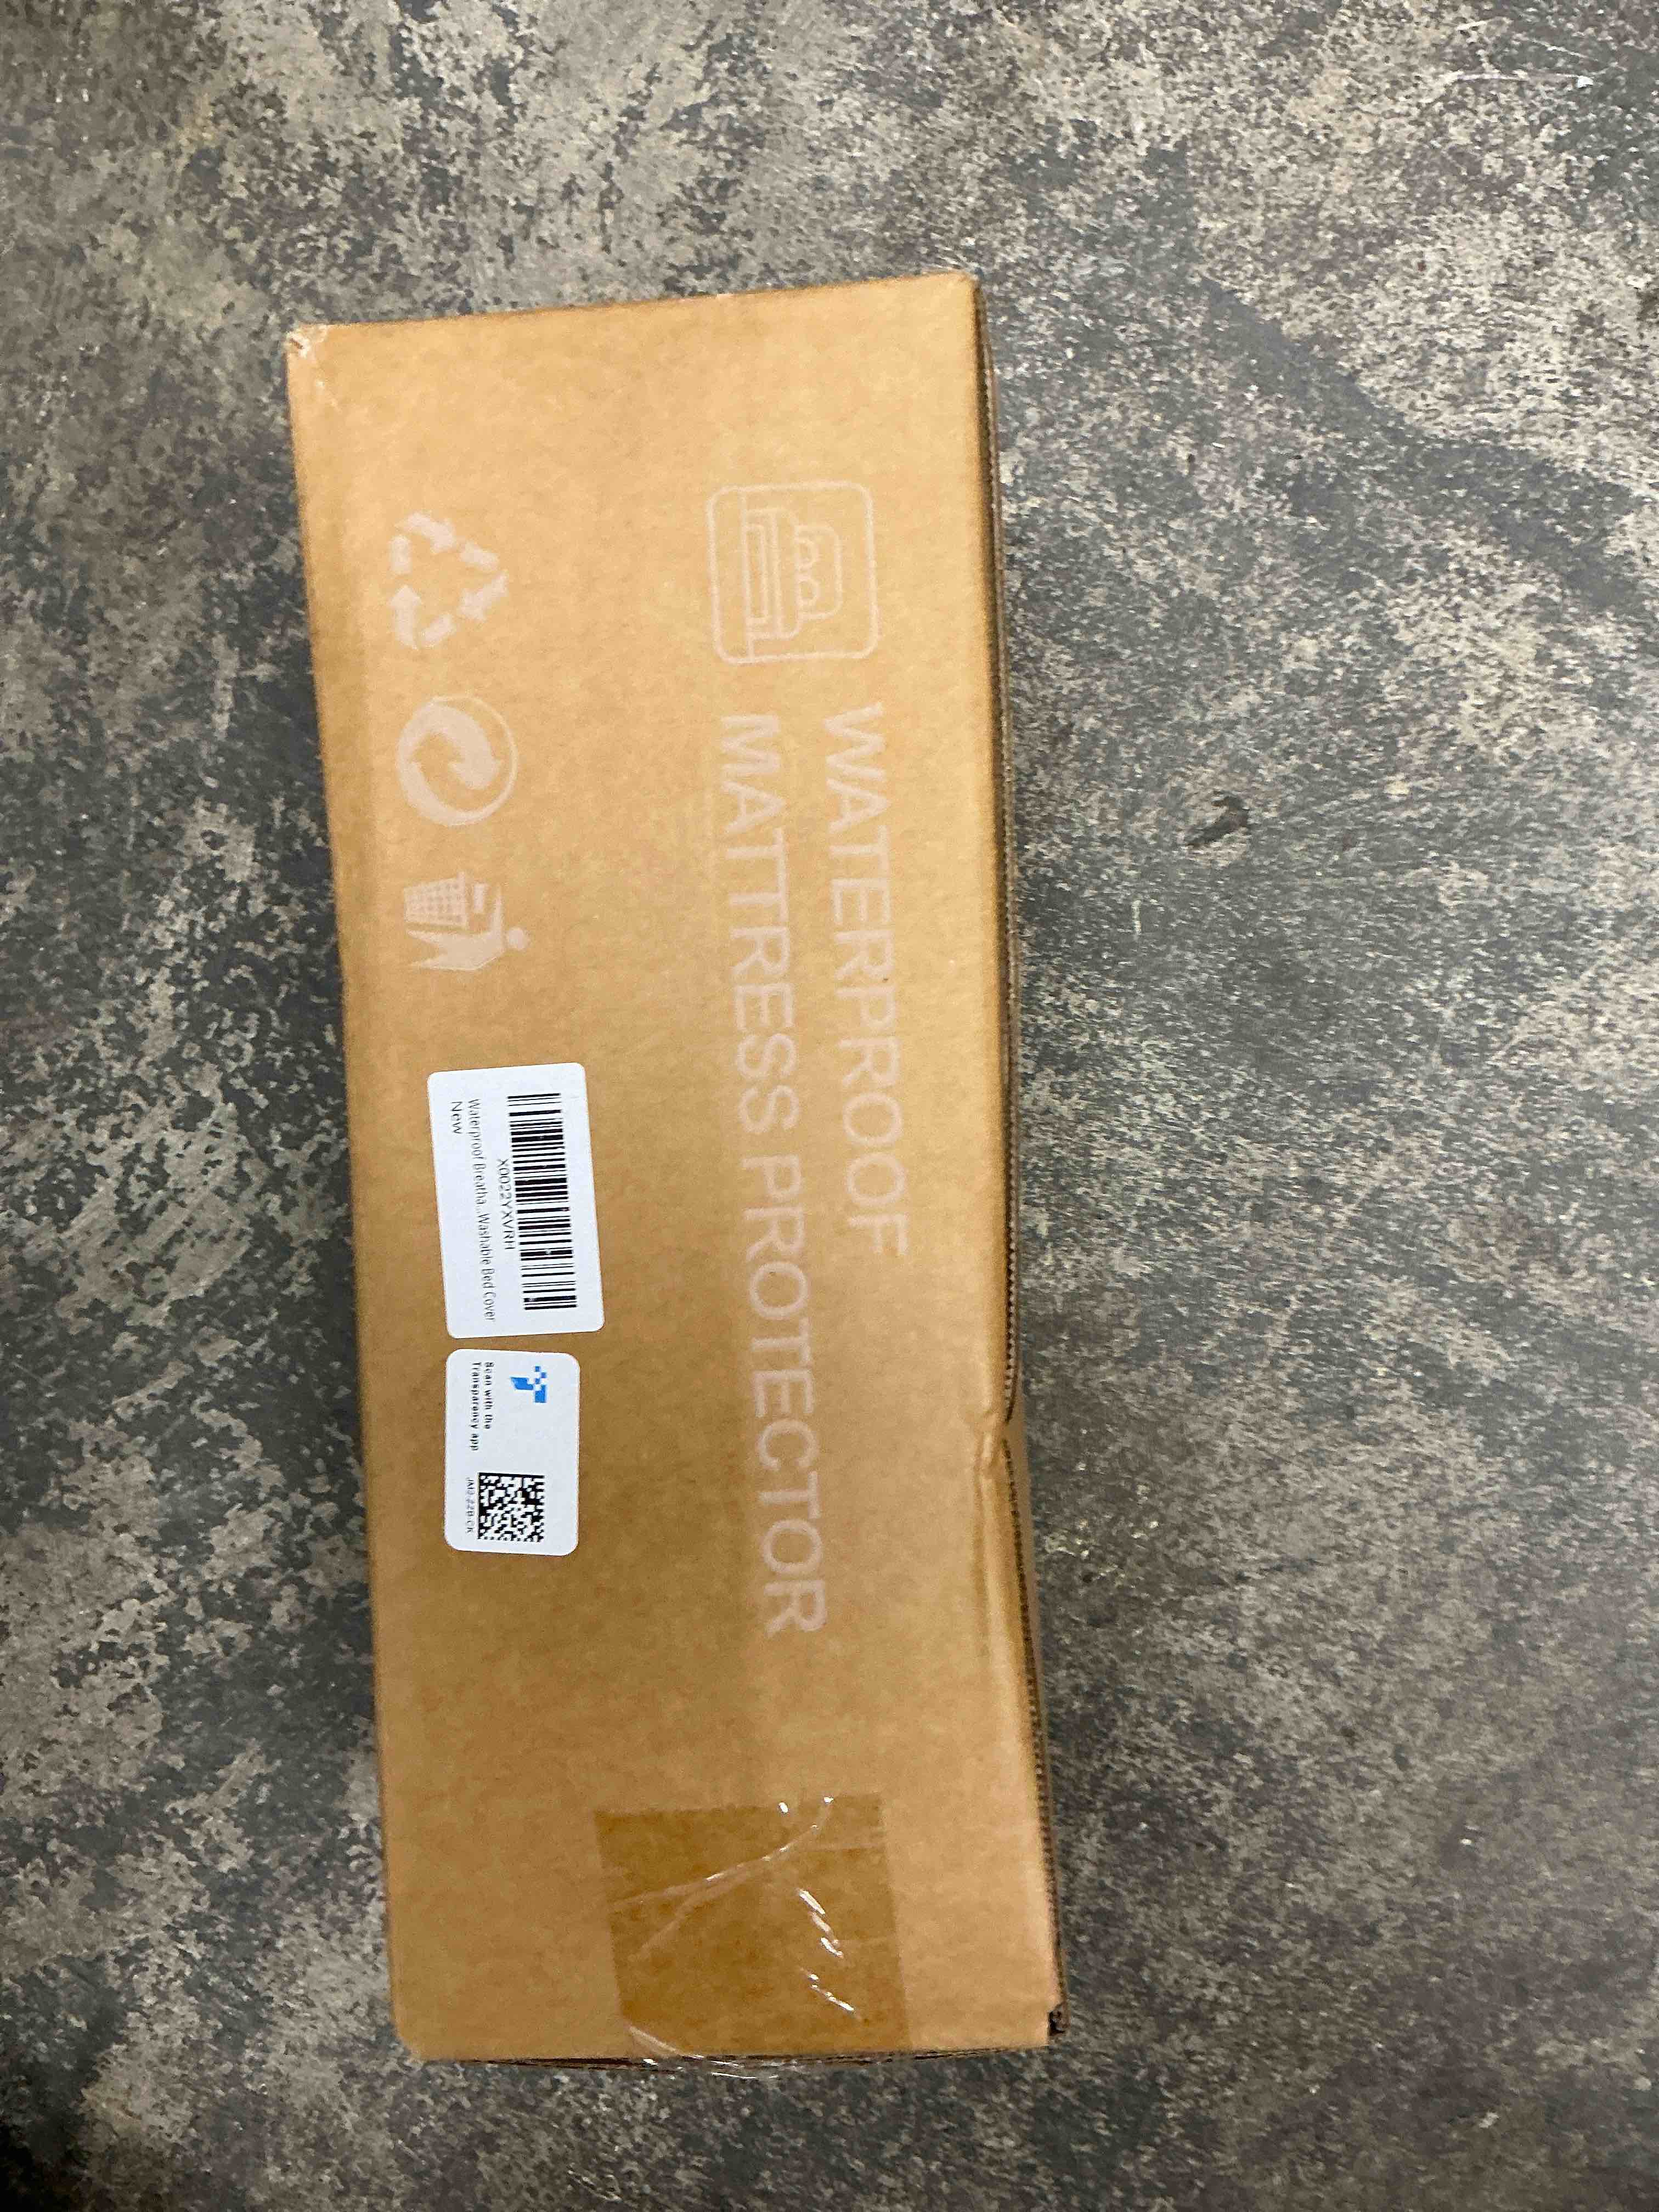 WATERPROOF
MATTRESS PROTECTOR
X0022YXVRH
Waterproof Breatha...Washable Bed Cover
New
Scan with the
Transparency app